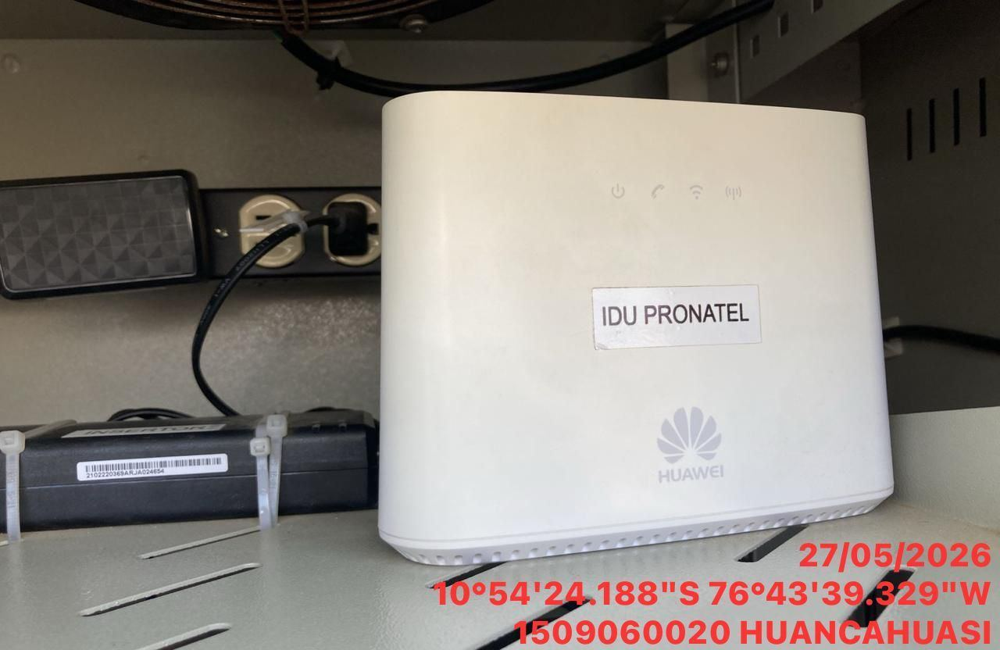 IDU PRONATEL
INSERTOR
2102220369ARJA024654
HUAWEI
27/05/2026
10°54'24.188"S 76°43'39.329"W
1509060020 HUANCAHUASI